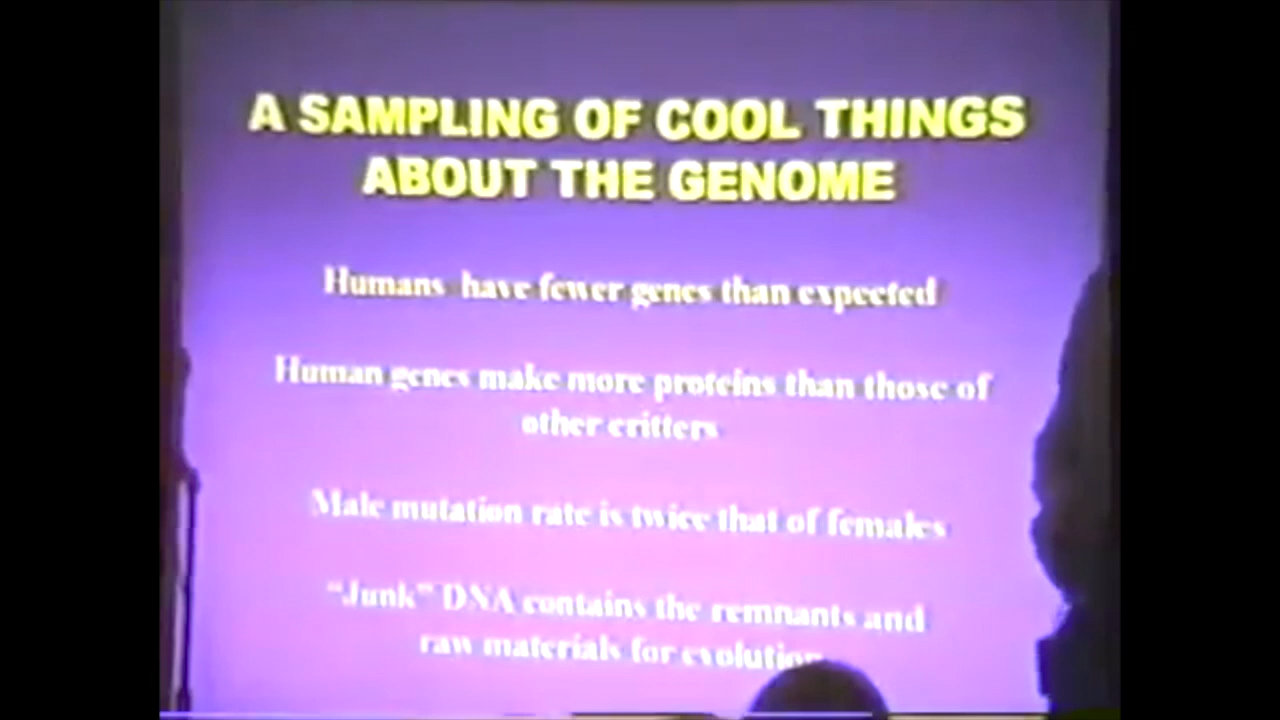 A SAMPLING OF COOL THINGS
ABOUT THE GENOME
Humans have fewer genes than expected
Human genes make more proteins than those of
other critters
Male mutation rate is twice that of females
"Junk" DNA contains the remnants and
raw materials for evolution